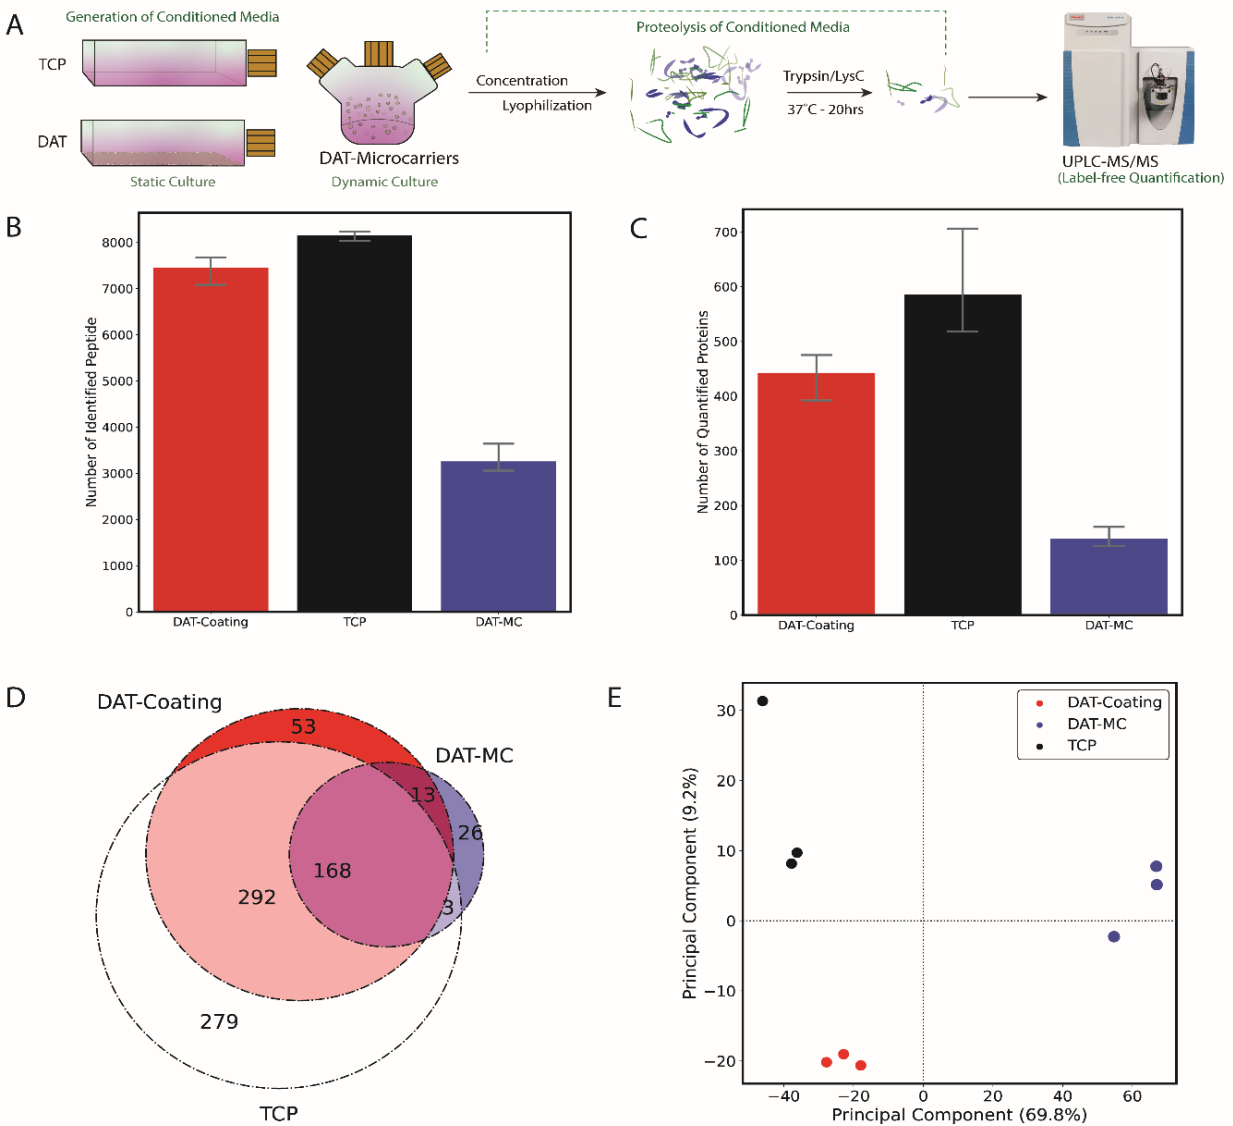 A
Generation of Conditioned Media
TCP
DAT
Static Culture
DAT-Microcarriers
Dynamic Culture
Concentration
Lyophilization
Proteolysis of Conditioned Media
Trypsin/LysC
37°C - 20hrs
UPLC-MS/MS
(Label-free Quantification)
B
Number of Identified Peptide
8000
7000
6000
5000
4000
3000
2000
1000
0
DAT-Coating TCP DAT-MC
C
Number of Quantified Proteins
700
600
500
400
300
200
100
0
DAT-Coating TCP DAT-MC
D
DAT-Coating
53
DAT-MC
13
26
168
292
3
279
TCP
E
DAT-Coating
DAT-MC
TCP
Principal Component (9.2%)
30
20
10
0
−10
−20
−40 −20 0 20 40 60
Principal Component (69.8%)